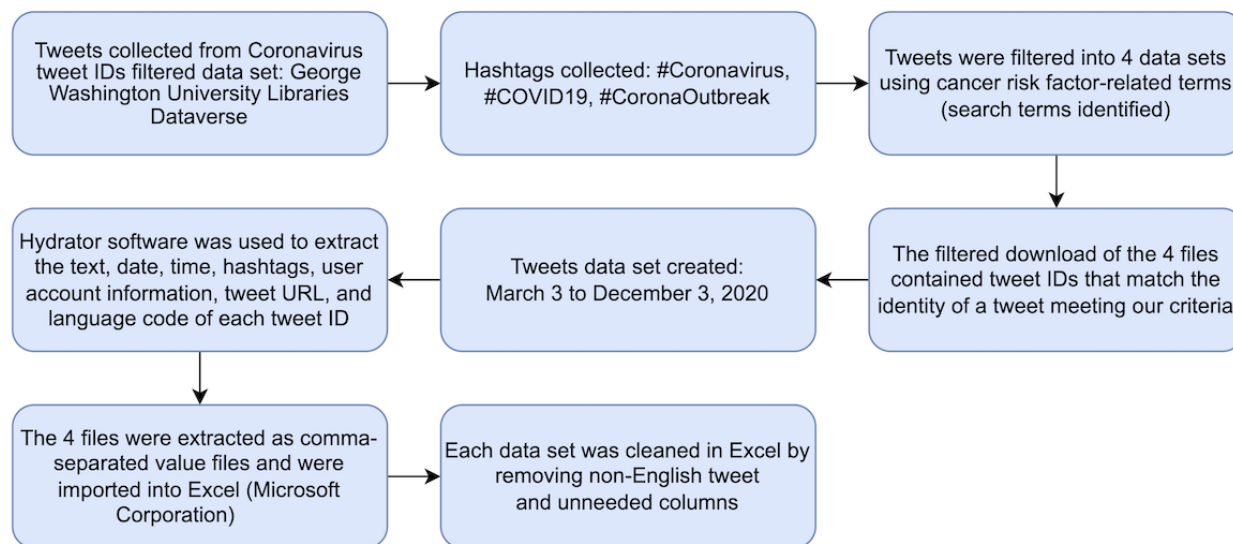 Tweets collected from Coronavirus
tweet IDs filtered data set: George
Washington University Libraries
Dataverse
Hashtags collected: #Coronavirus,
#COVID19, #CoronaOutbreak
Tweets were filtered into 4 data sets
using cancer risk factor-related terms
(search terms identified)
The filtered download of the 4 files
contained tweet IDs that match the
identity of a tweet meeting our criteria
Tweets data set created:
March 3 to December 3, 2020
Hydrator software was used to extract
the text, date, time, hashtags, user
account information, tweet URL, and
language code of each tweet ID
The 4 files were extracted as comma-
separated value files and were
imported into Excel (Microsoft
Corporation)
Each data set was cleaned in Excel by
removing non-English tweet
and unneeded columns